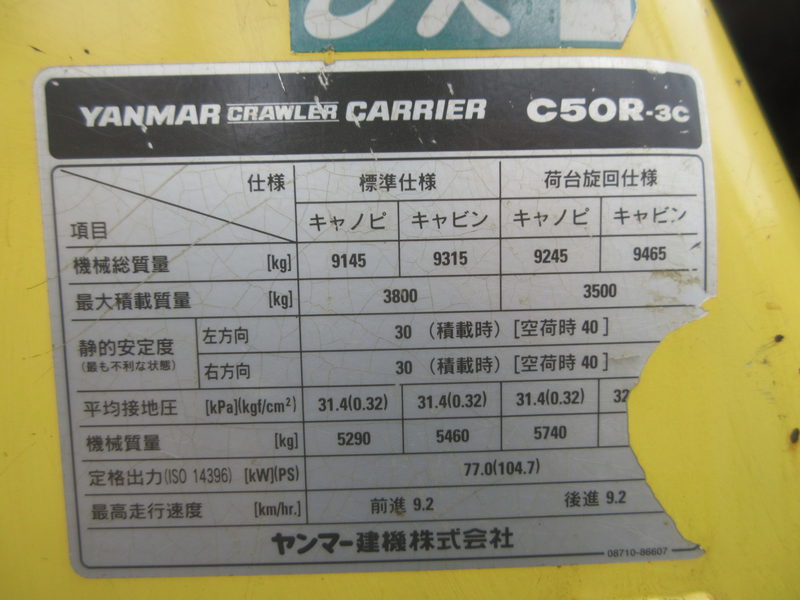 YANMAR CRAWLER CARRIER C50R-3C
仕様 標準仕様 荷台旋回仕様
項目 キャノピ キャビン キャノピ キャビン
機械総質量 [kg] 9145 9315 9245 9465
最大積載質量 [kg] 3800 3500
静的安定度 (最も不利な状態) 左方向 30 (積載時) [空荷時 40]
右方向 30 (積載時) [空荷時 40]
平均接地圧 [kPa](kgf/cm²) 31.4(0.32) 31.4(0.32) 31.4(0.32) 32
機械質量 [kg] 5290 5460 5740
定格出力(ISO 14396) [kW](PS) 77.0(104.7)
最高走行速度 [km/hr.] 前進 9.2 後進 9.2
ヤンマー建機株式会社
08710-86607